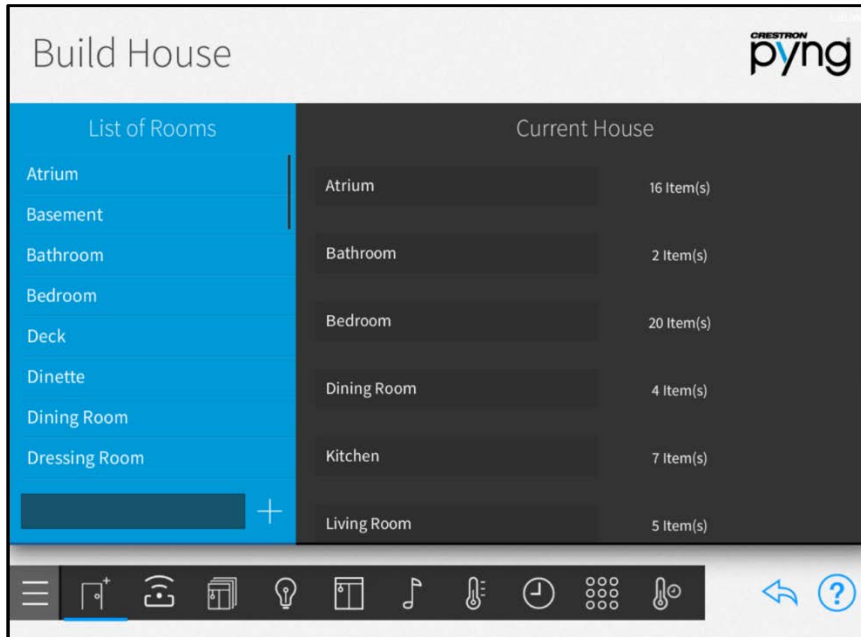 Build House
CRESTRON
pyng
List of Rooms
Atrium
Basement
Bathroom
Bedroom
Deck
Dinette
Dining Room
Dressing Room
+
Current House
Atrium 16 Item(s)
Bathroom 2 Item(s)
Bedroom 20 Item(s)
Dining Room 4 Item(s)
Kitchen 7 Item(s)
Living Room 5 Item(s)
?